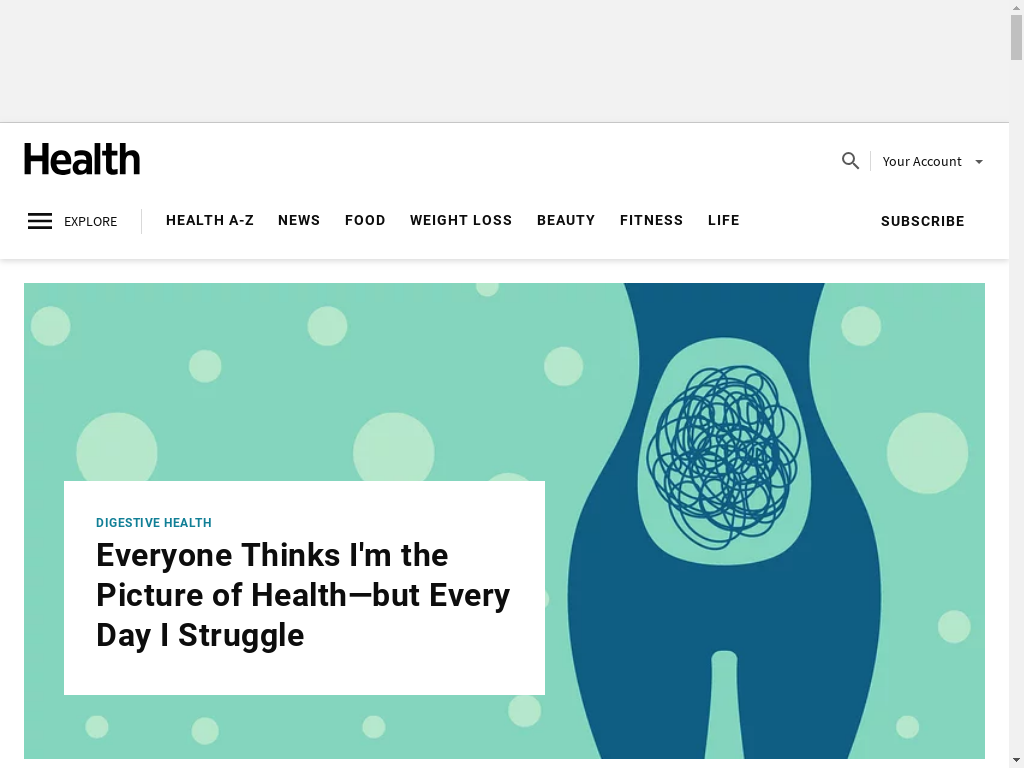 Health
Your Account
EXPLORE
HEALTH A-Z
NEWS
FOOD
WEIGHT LOSS
BEAUTY
FITNESS
LIFE
SUBSCRIBE
DIGESTIVE HEALTH
Everyone Thinks I'm the
Picture of Health—but Every
Day I Struggle